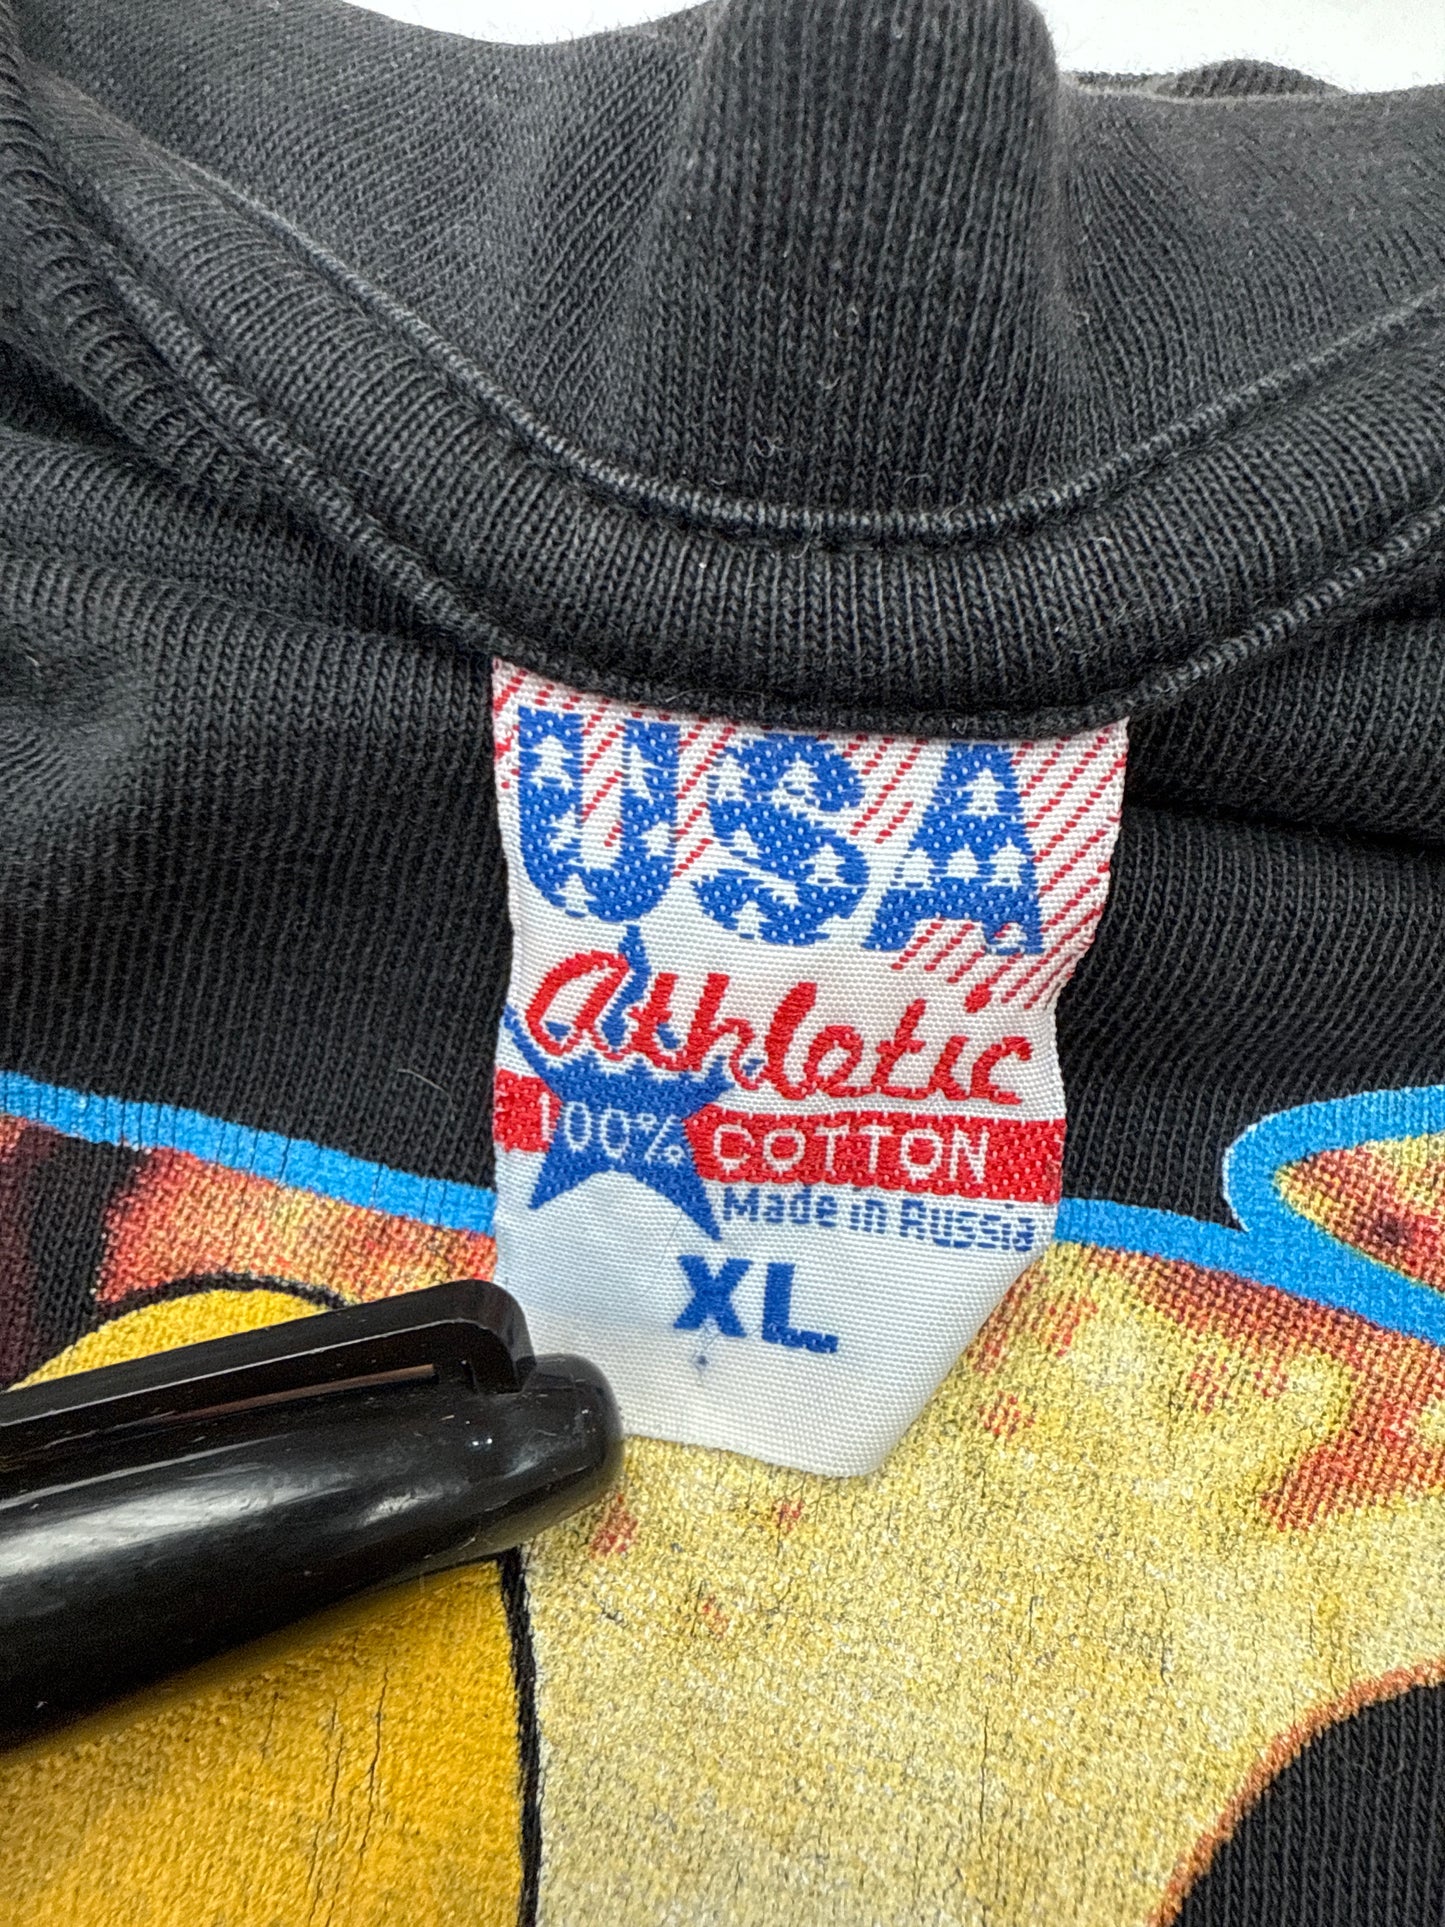 USA
athletic
100% COTTON
Made in Russia
XL